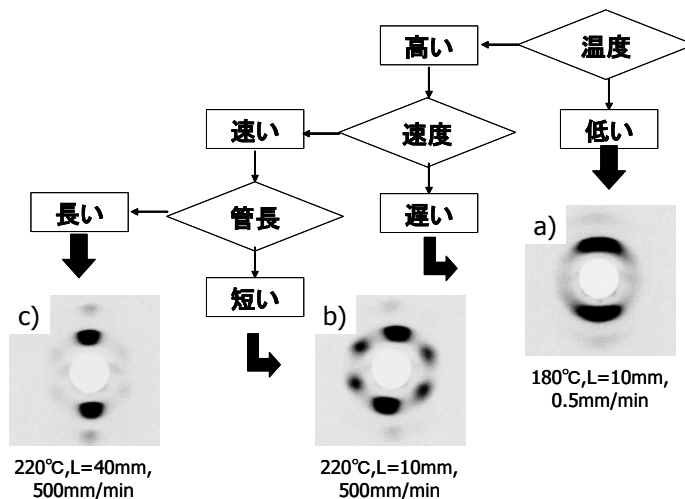 高い
温度
速い
速度
低い
長い
管長
遅い
短い
a)
c)
b)
180℃,L=10mm,
0.5mm/min
220℃,L=40mm,
500mm/min
220℃,L=10mm,
500mm/min